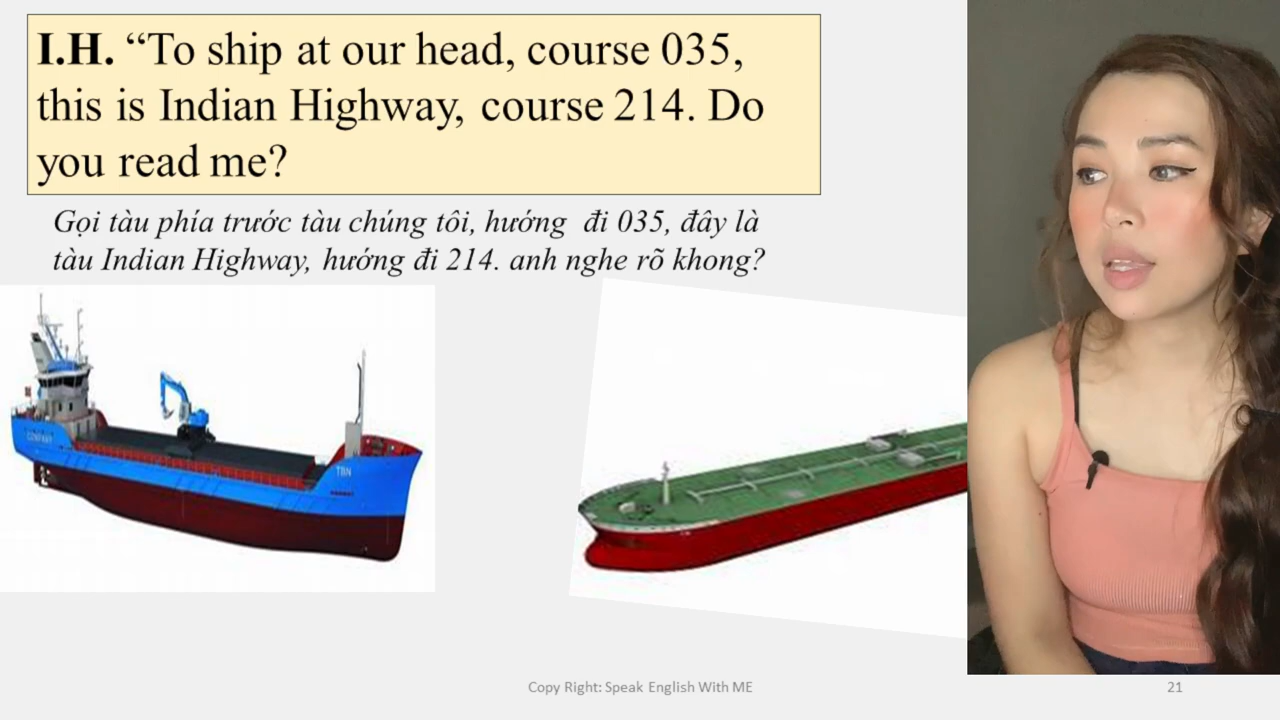 I.H. “To ship at our head, course 035,
this is Indian Highway, course 214. Do
you read me?
Gọi tàu phía trước tàu chúng tôi, hướng đi 035, đây là
tàu Indian Highway, hướng đi 214. anh nghe rõ khong?
COMPANY
TBN
Copy Right: Speak English With ME
21